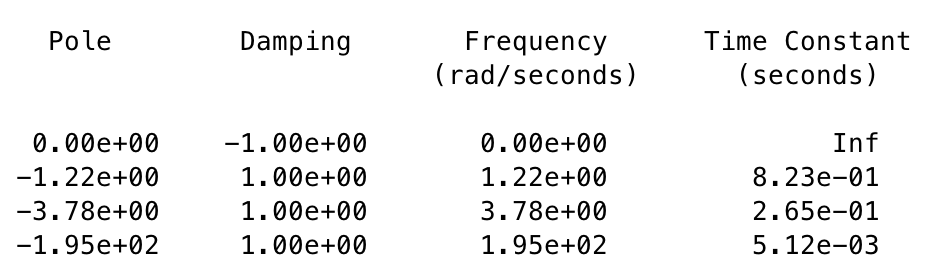 Pole Damping Frequency Time Constant
(rad/seconds) (seconds)
0.00e+00 -1.00e+00 0.00e+00 Inf
-1.22e+00 1.00e+00 1.22e+00 8.23e-01
-3.78e+00 1.00e+00 3.78e+00 2.65e-01
-1.95e+02 1.00e+00 1.95e+02 5.12e-03